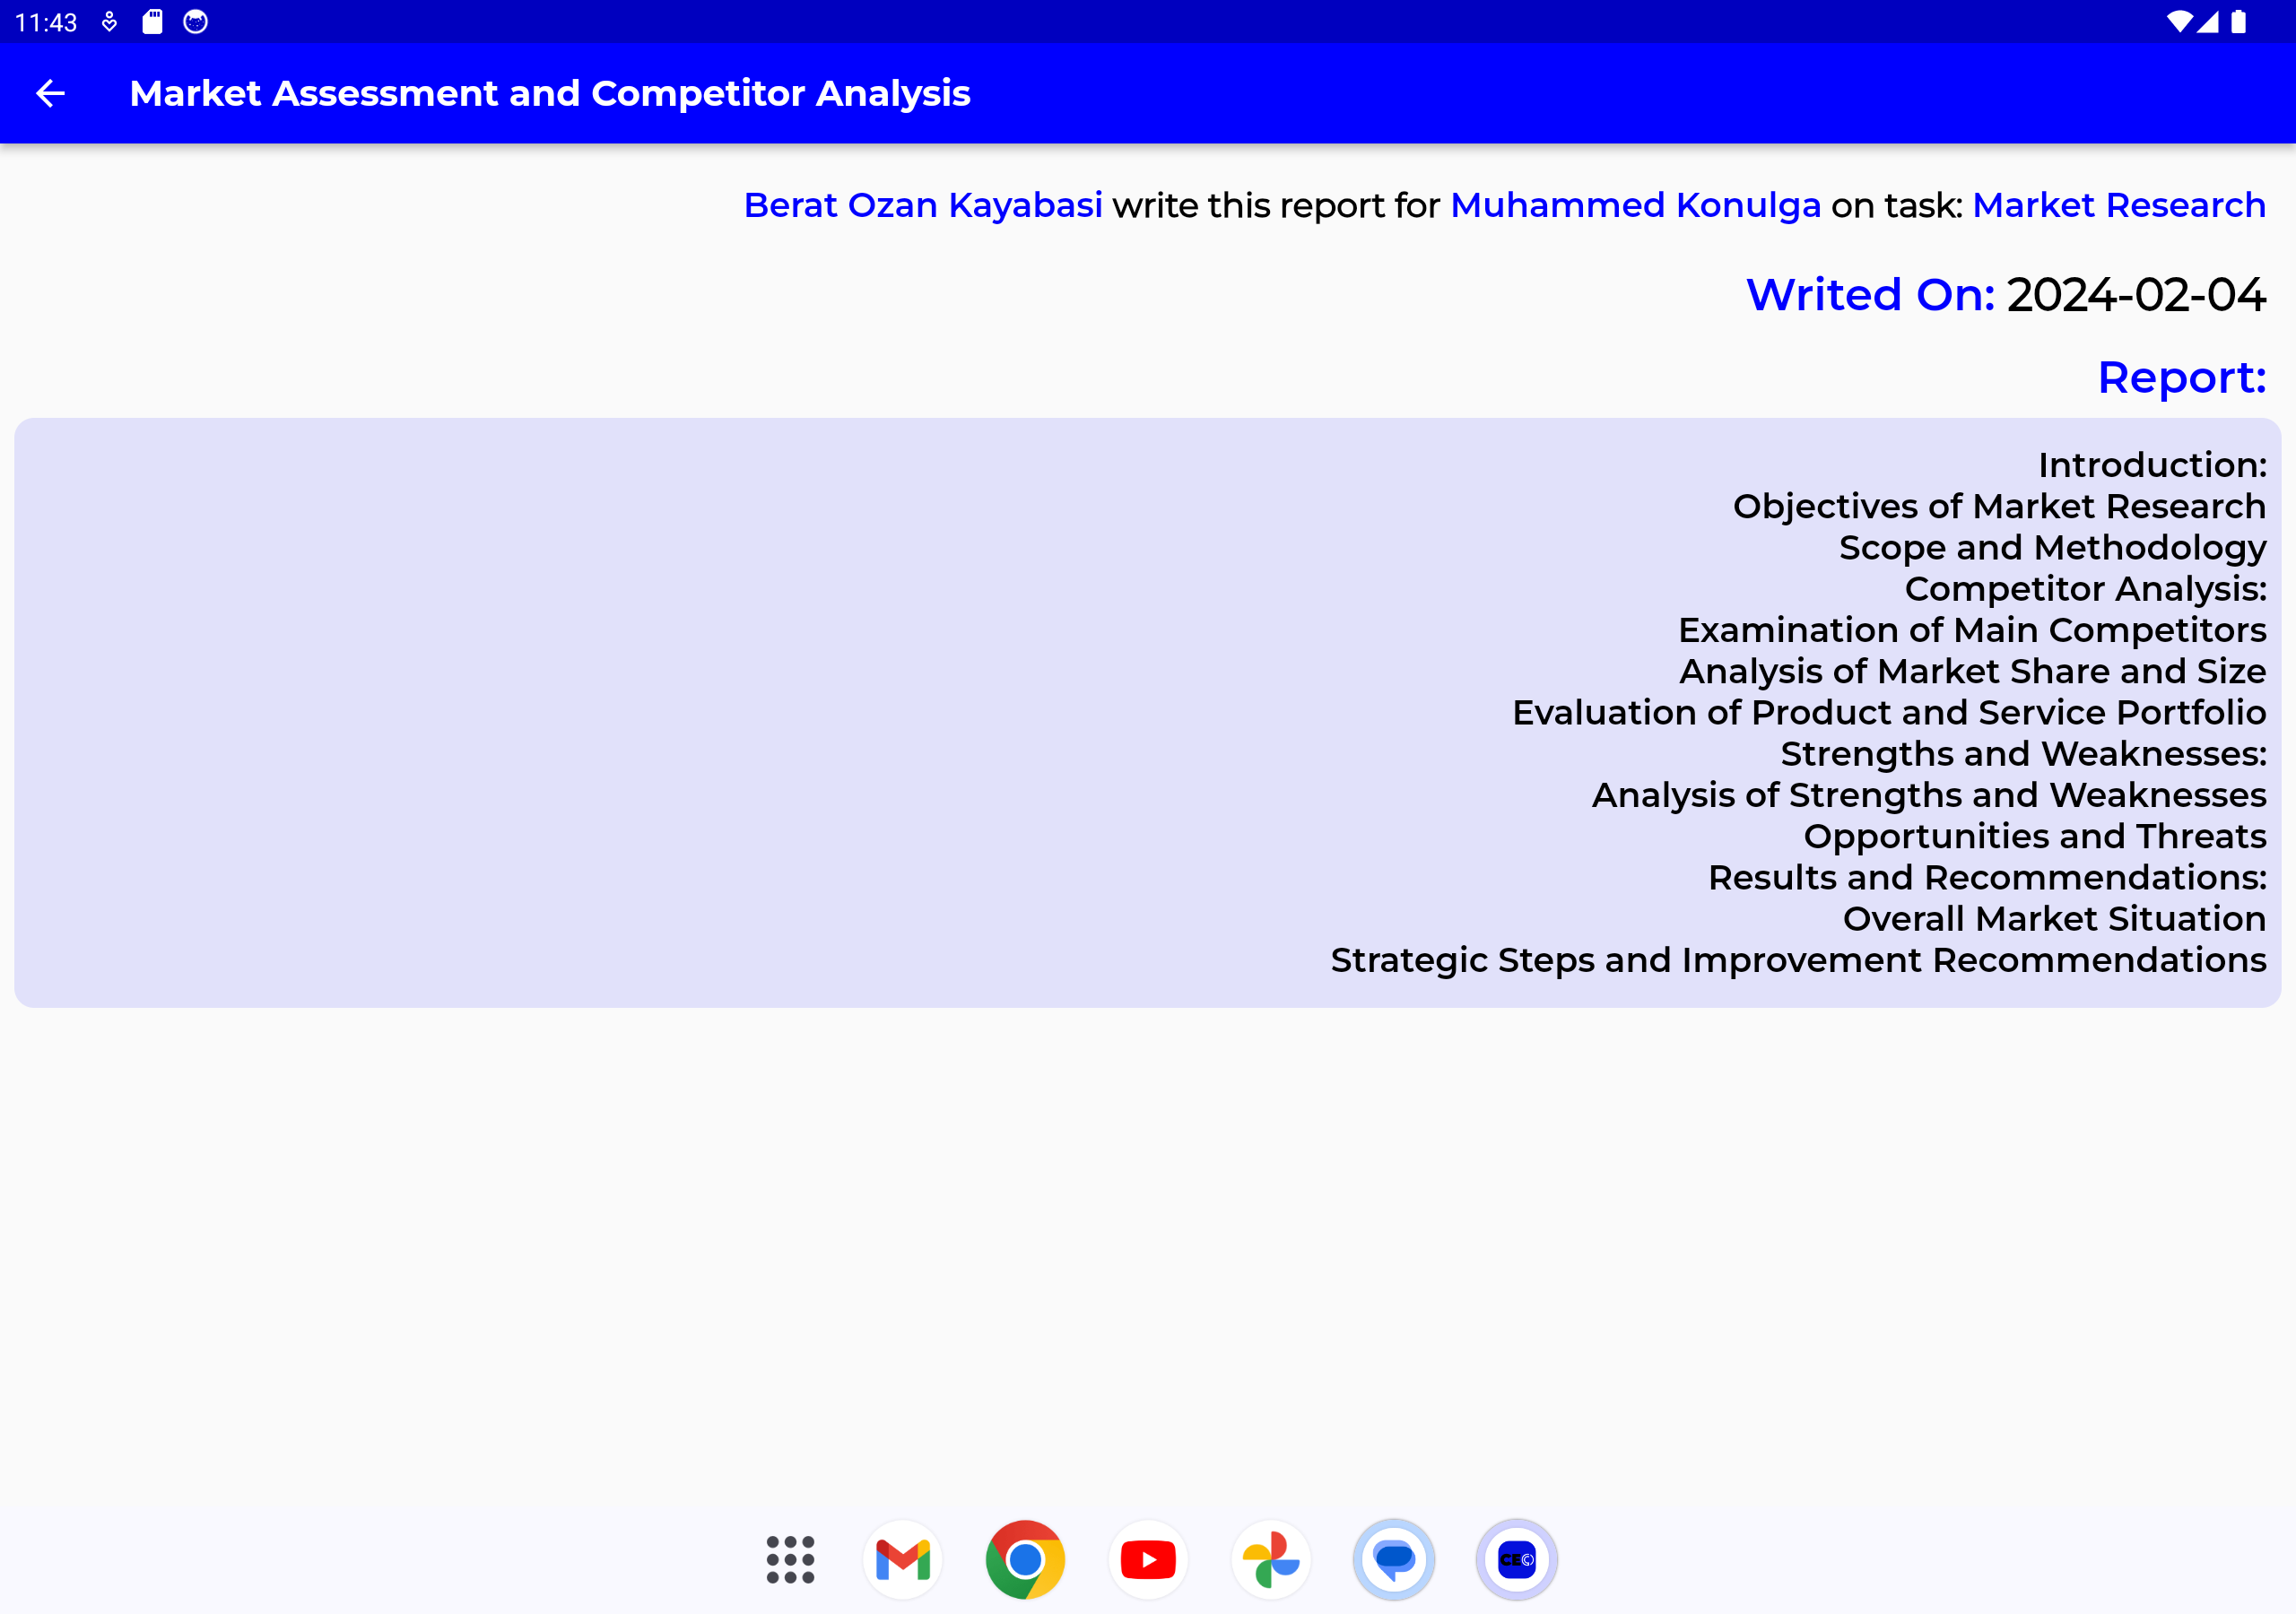 11:43
Market Assessment and Competitor Analysis
Berat Ozan Kayabasi write this report for Muhammed Konulga on task: Market Research
Writed On: 2024-02-04
Report:
Introduction:
Objectives of Market Research
Scope and Methodology
Competitor Analysis:
Examination of Main Competitors
Analysis of Market Share and Size
Evaluation of Product and Service Portfolio
Strengths and Weaknesses:
Analysis of Strengths and Weaknesses
Opportunities and Threats
Results and Recommendations:
Overall Market Situation
Strategic Steps and Improvement Recommendations
CEO